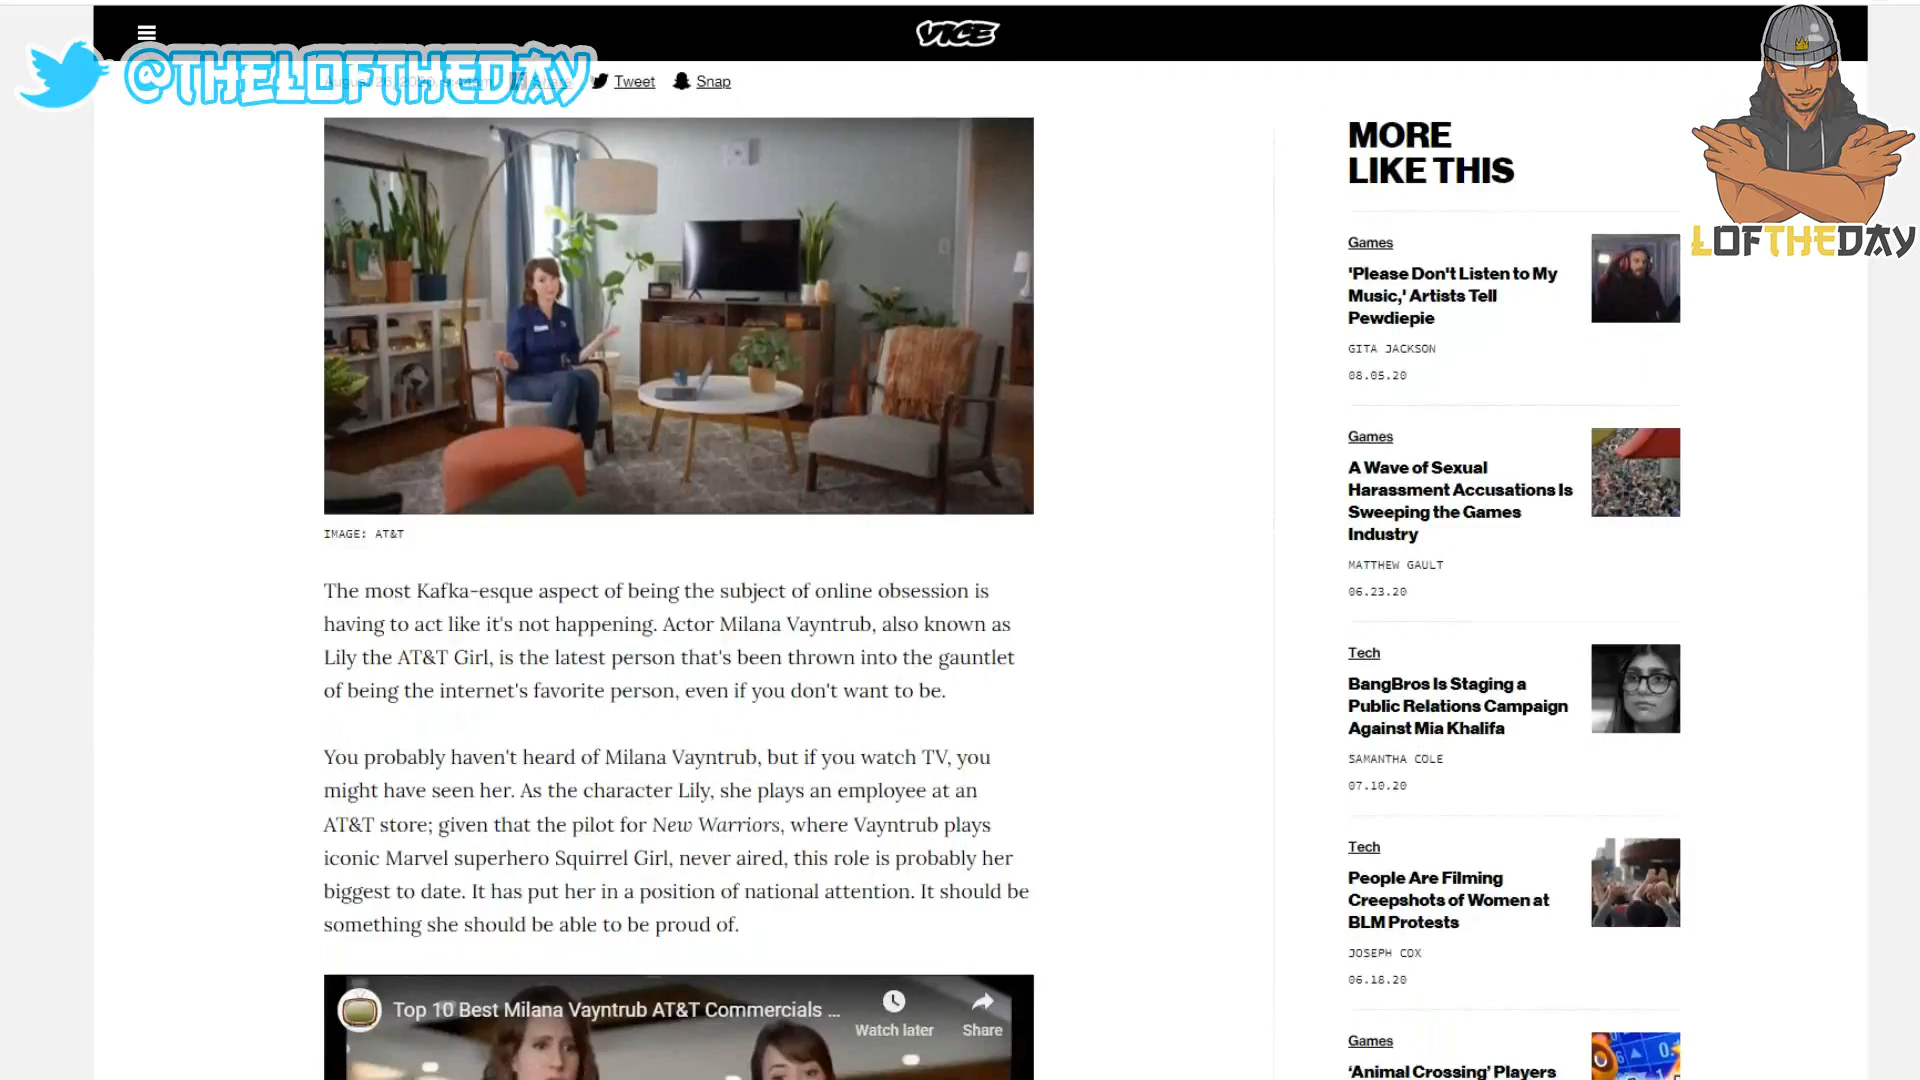 VICE
@THELOFTHEDAY
Tweet
Snap
LOFTHEDAY
IMAGE: AT&T
The most Kafka-esque aspect of being the subject of online obsession is
having to act like it's not happening. Actor Milana Vayntrub, also known as
Lily the AT&T Girl, is the latest person that's been thrown into the gauntlet
of being the internet's favorite person, even if you don't want to be.
You probably haven't heard of Milana Vayntrub, but if you watch TV, you
might have seen her. As the character Lily, she plays an employee at an
AT&T store; given that the pilot for New Warriors, where Vayntrub plays
iconic Marvel superhero Squirrel Girl, never aired, this role is probably her
biggest to date. It has put her in a position of national attention. It should be
something she should be able to be proud of.
Top 10 Best Milana Vayntrub AT&T Commercials ...
Watch later
Share
MORE
LIKE THIS
Games
'Please Don't Listen to My
Music,' Artists Tell
Pewdiepie
GITA JACKSON
08.05.20
Games
A Wave of Sexual
Harassment Accusations Is
Sweeping the Games
Industry
MATTHEW GAULT
06.23.20
Tech
BangBros Is Staging a
Public Relations Campaign
Against Mia Khalifa
SAMANTHA COLE
07.10.20
Tech
People Are Filming
Creepshots of Women at
BLM Protests
JOSEPH COX
06.18.20
Games
‘Animal Crossing’ Players